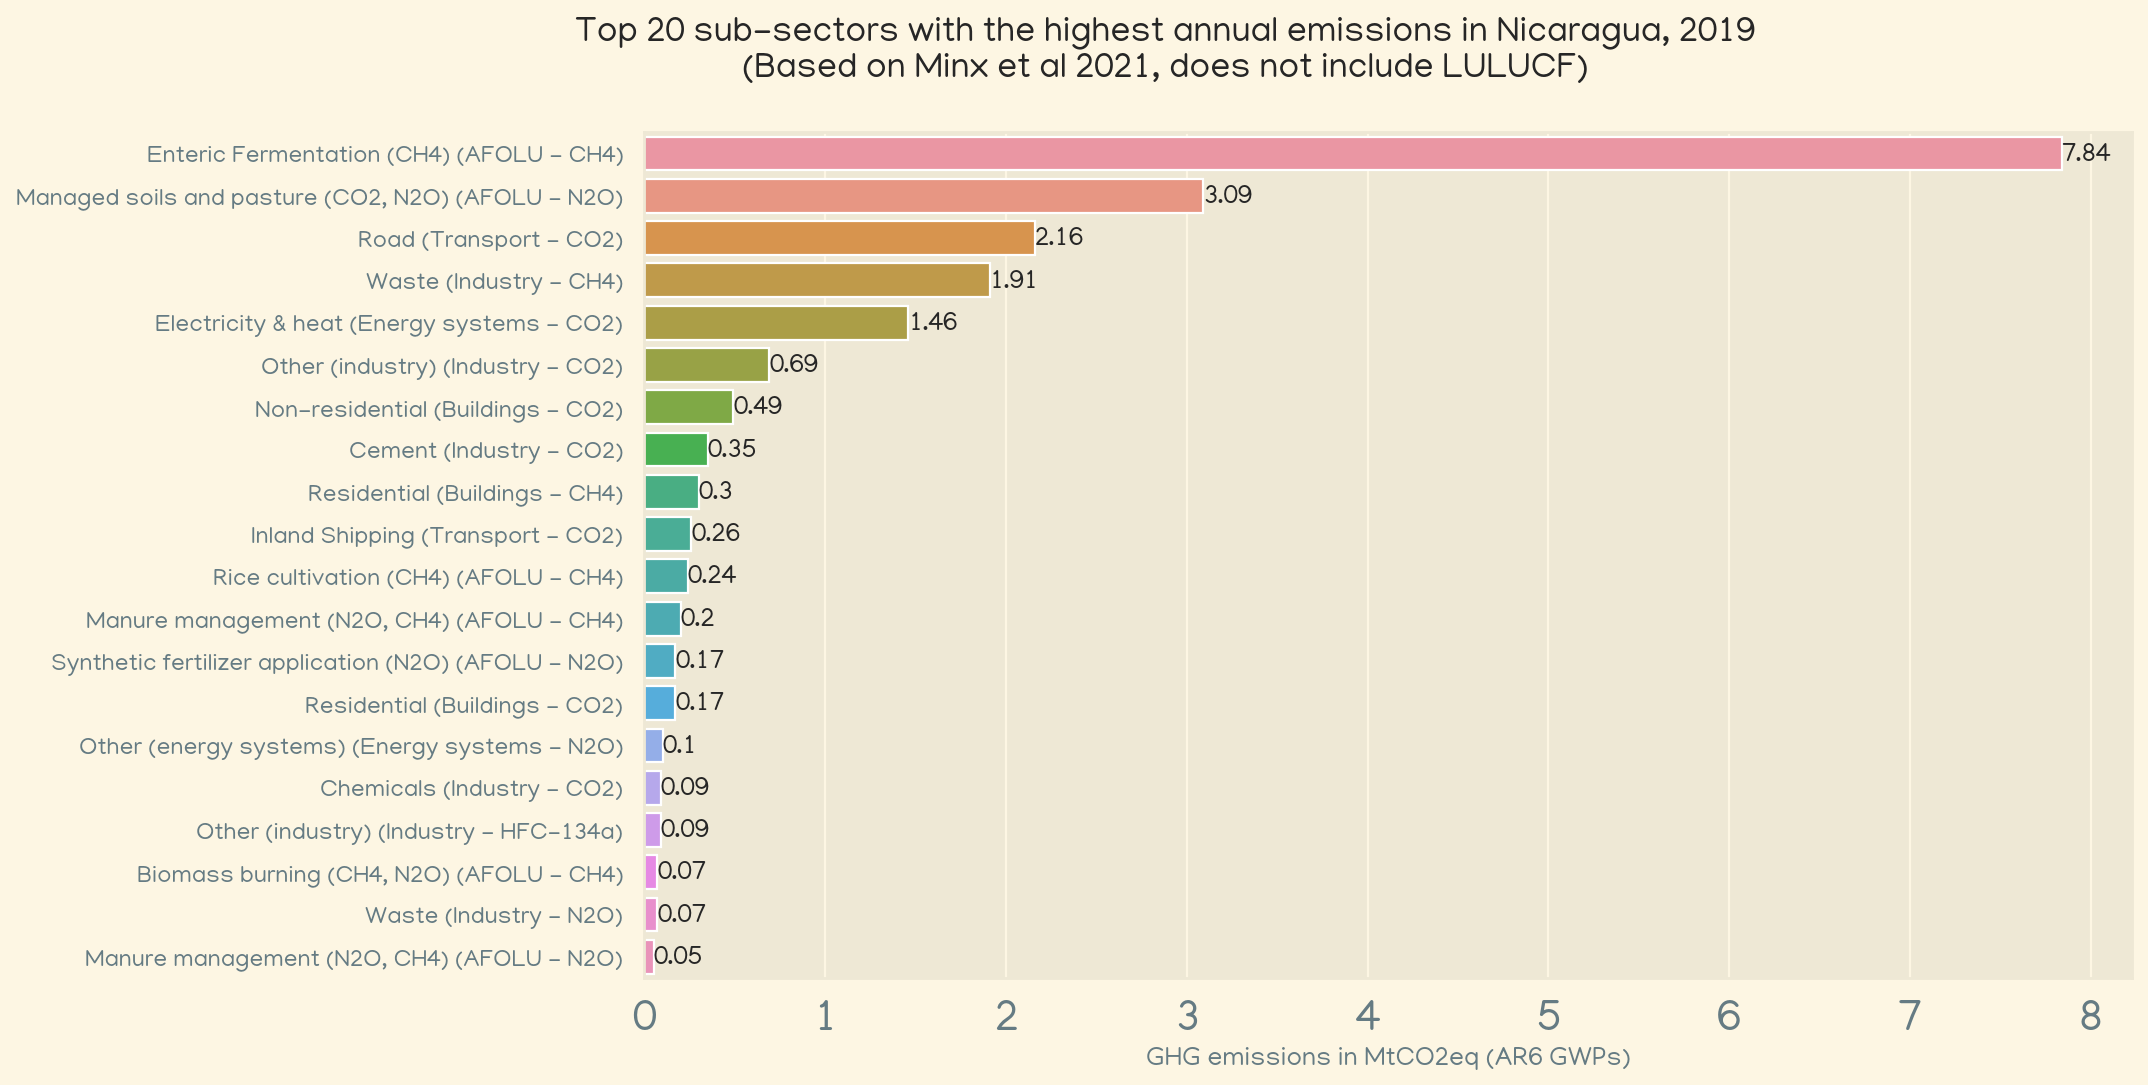 Top 20 sub-sectors with the highest annual emissions in Nicaragua, 2019
(Based on Minx et al 2021, does not include LULUCF)
Enteric Fermentation (CH4) (AFOLU - CH4) 7.84
Managed soils and pasture (CO2, N2O) (AFOLU - N2O) 3.09
Road (Transport - CO2) 2.16
Waste (Industry - CH4) 1.91
Electricity & heat (Energy systems - CO2) 1.46
Other (industry) (Industry - CO2) 0.69
Non-residential (Buildings - CO2) 0.49
Cement (Industry - CO2) 0.35
Residential (Buildings - CH4) 0.3
Inland Shipping (Transport - CO2) 0.26
Rice cultivation (CH4) (AFOLU - CH4) 0.24
Manure management (N2O, CH4) (AFOLU - CH4) 0.2
Synthetic fertilizer application (N2O) (AFOLU - N2O) 0.17
Residential (Buildings - CO2) 0.17
Other (energy systems) (Energy systems - N2O) 0.1
Chemicals (Industry - CO2) 0.09
Other (industry) (Industry - HFC-134a) 0.09
Biomass burning (CH4, N2O) (AFOLU - CH4) 0.07
Waste (Industry - N2O) 0.07
Manure management (N2O, CH4) (AFOLU - N2O) 0.05
0 1 2 3 4 5 6 7 8
GHG emissions in MtCO2eq (AR6 GWPs)